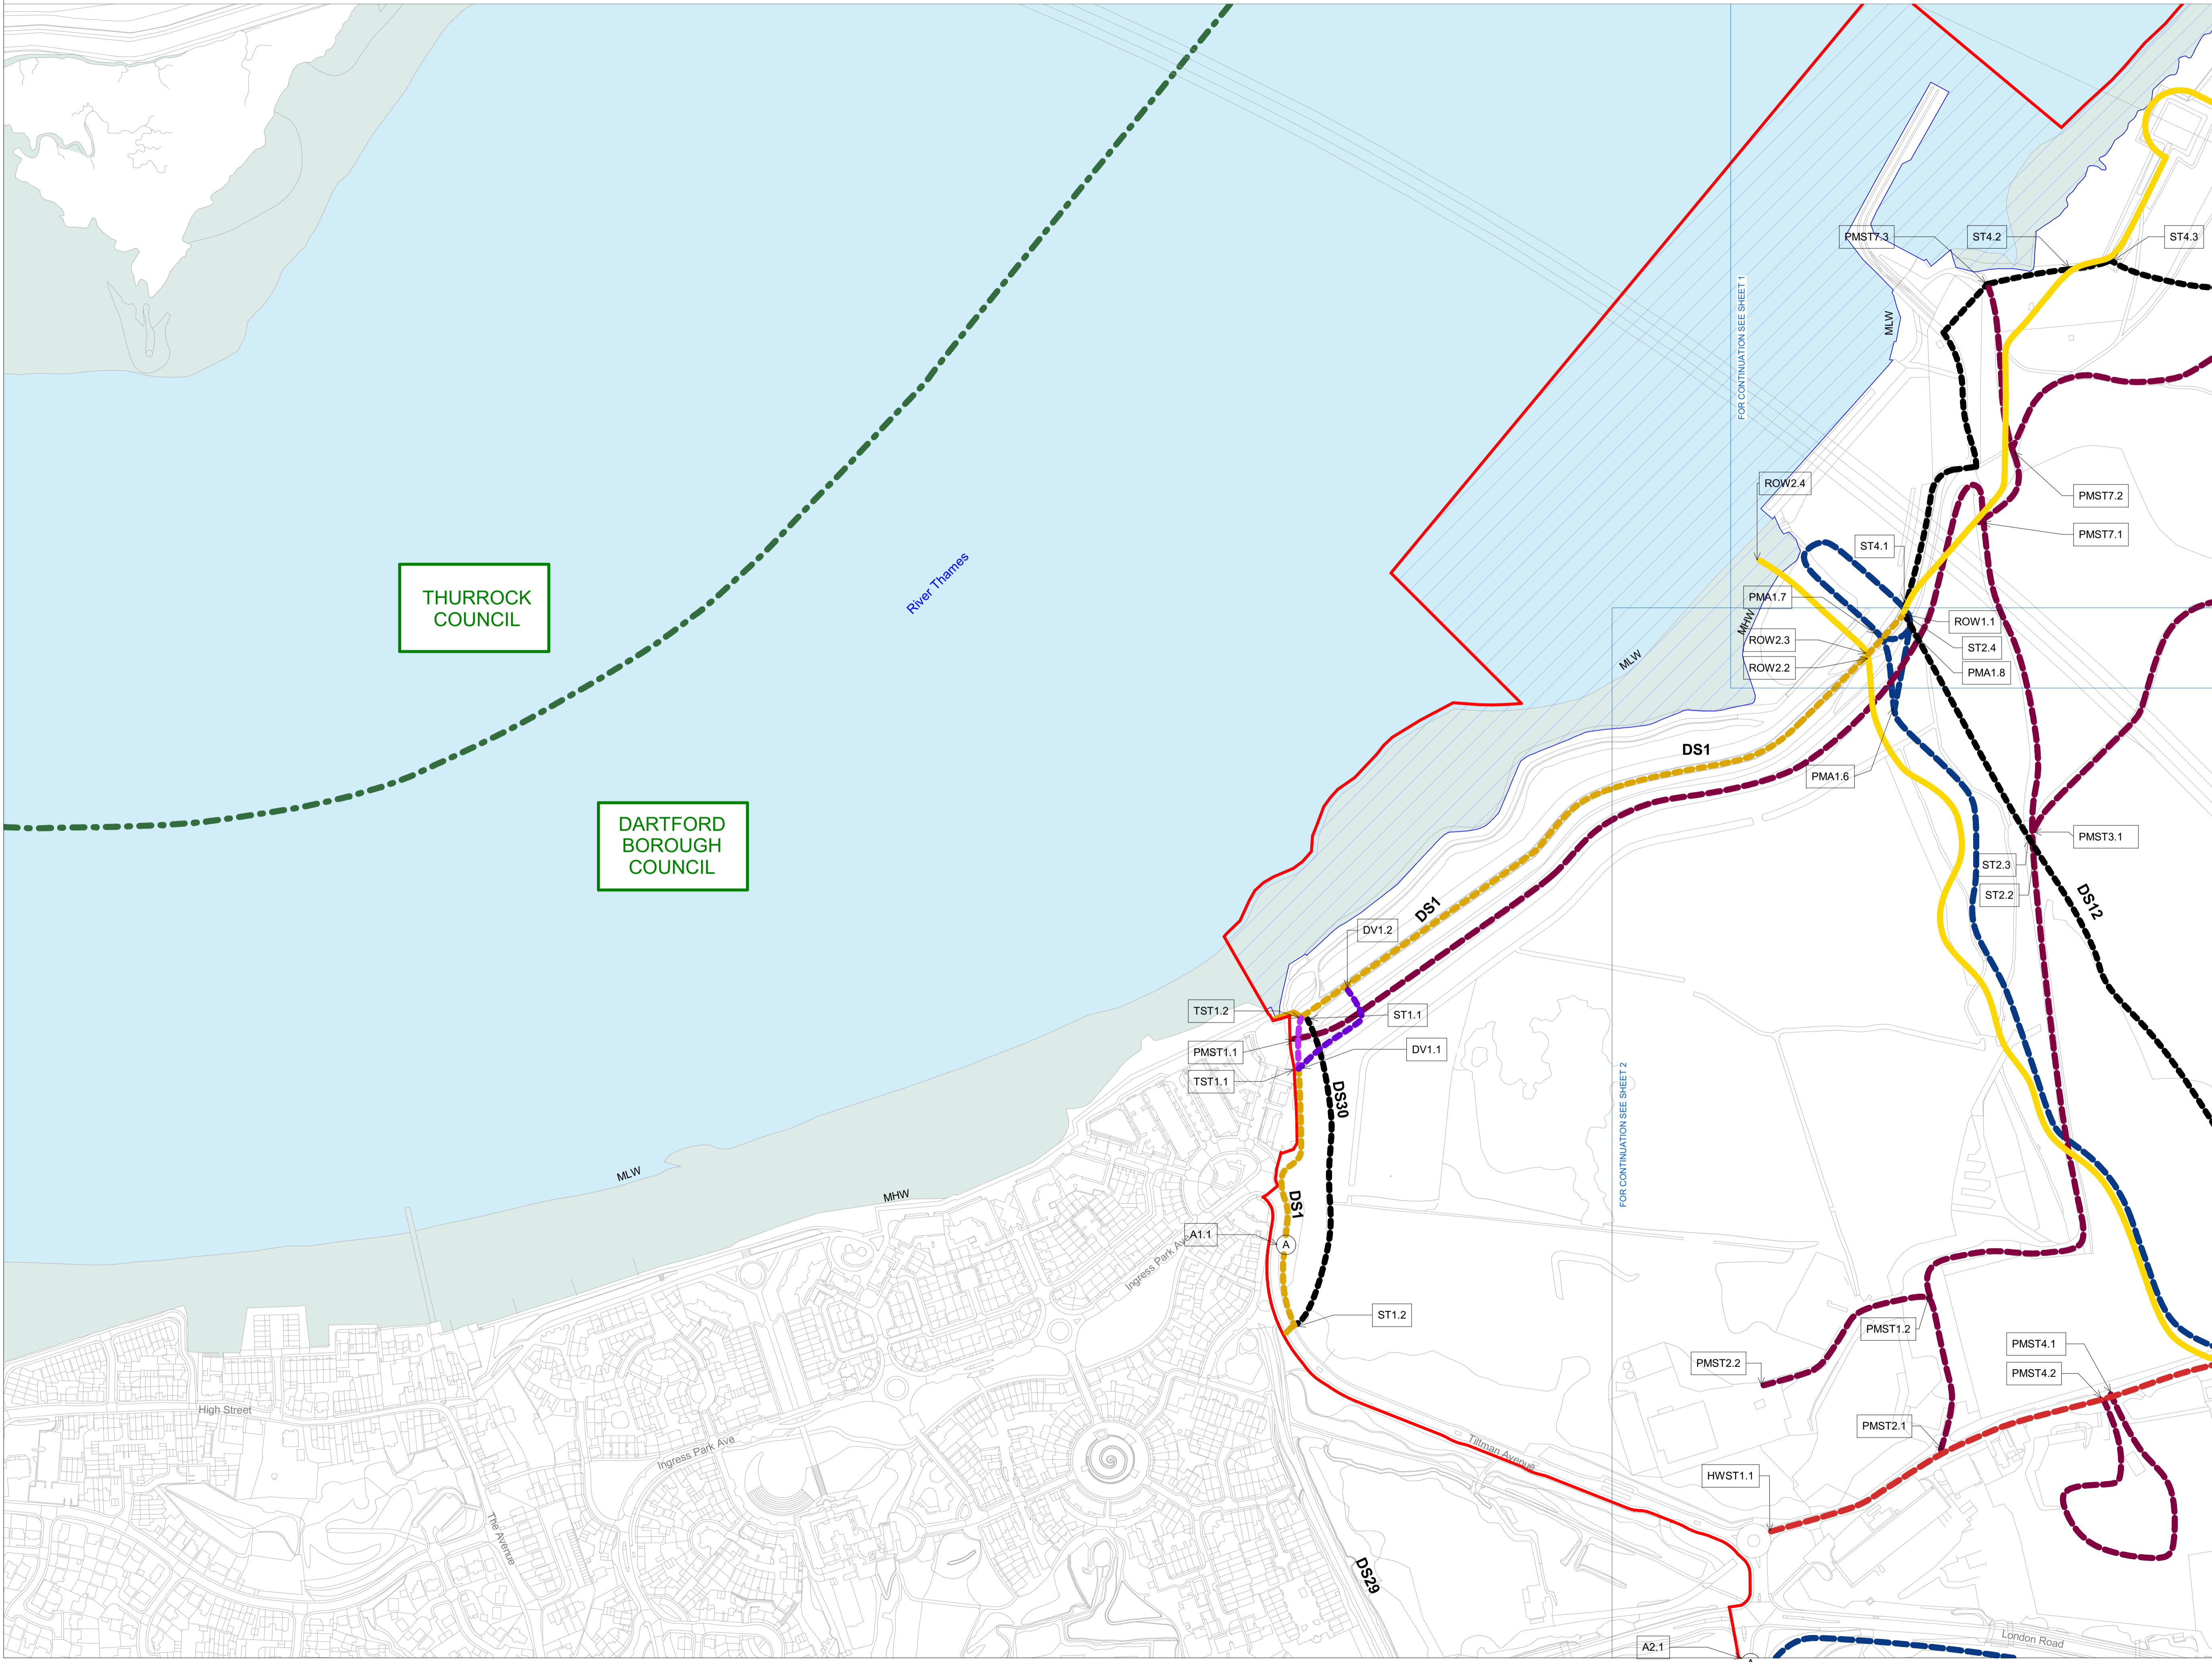 PMST7.3
ST4.2
ST4.3
FOR CONTINUATION SEE SHEET 1
MLW
ROW2.4
PMST7.2
PMST7.1
ST4.1
THURROCK
COUNCIL
River Thames
PMA1.7
MHW
ROW1.1
ROW2.3
ST2.4
MLW
ROW2.2
PMA1.8
DS1
PMA1.6
DARTFORD
BOROUGH
COUNCIL
PMST3.1
ST2.3
ST2.2
DS12
DS1
DV1.2
TST1.2
ST1.1
PMST1.1
DV1.1
TST1.1
DS30
FOR CONTINUATION SEE SHEET 2
MLW
MHW
DS1
A1.1
A
Ingress Park Ave
ST1.2
PMST1.2
PMST4.1
PMST2.2
PMST4.2
High Street
PMST2.1
Ingress Park Ave
Tiltman Avenue
HWST1.1
The Avenue
DS29
London Road
A2.1
A